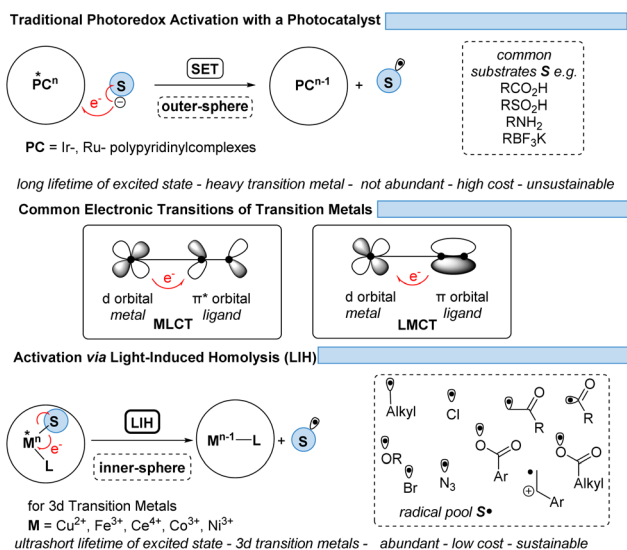 Traditional Photoredox Activation with a Photocatalyst
*
PCⁿ
S
⊖
e⁻
SET
outer-sphere
PCⁿ⁻¹
+
S
common
substrates S e.g.
RCO₂H
RSO₂H
RNH₂
RBF₃K
PC = Ir-, Ru- polypyridinylcomplexes
long lifetime of excited state - heavy transition metal - not abundant - high cost - unsustainable
Common Electronic Transitions of Transition Metals
e⁻
d orbital π* orbital
metal ligand
MLCT
e⁻
d orbital π orbital
metal ligand
LMCT
Activation via Light-Induced Homolysis (LIH)
*
Mⁿ
S
e⁻
L
LIH
inner-sphere
Mⁿ⁻¹—L
+
S
Alkyl
Cl
O
R
O
R
OR
Br
N₃
O
O
Ar
⊕
Ar
O
O
Alkyl
radical pool S•
for 3d Transition Metals
M = Cu²⁺, Fe³⁺, Ce⁴⁺, Co³⁺, Ni³⁺
ultrashort lifetime of excited state - 3d transition metals - abundant - low cost - sustainable